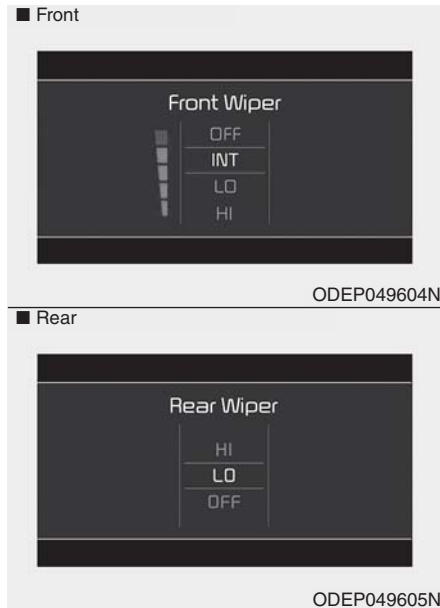 ■ Front
Front Wiper
OFF
INT
LO
HI
ODEP049604N
■ Rear
Rear Wiper
HI
LO
OFF
ODEP049605N